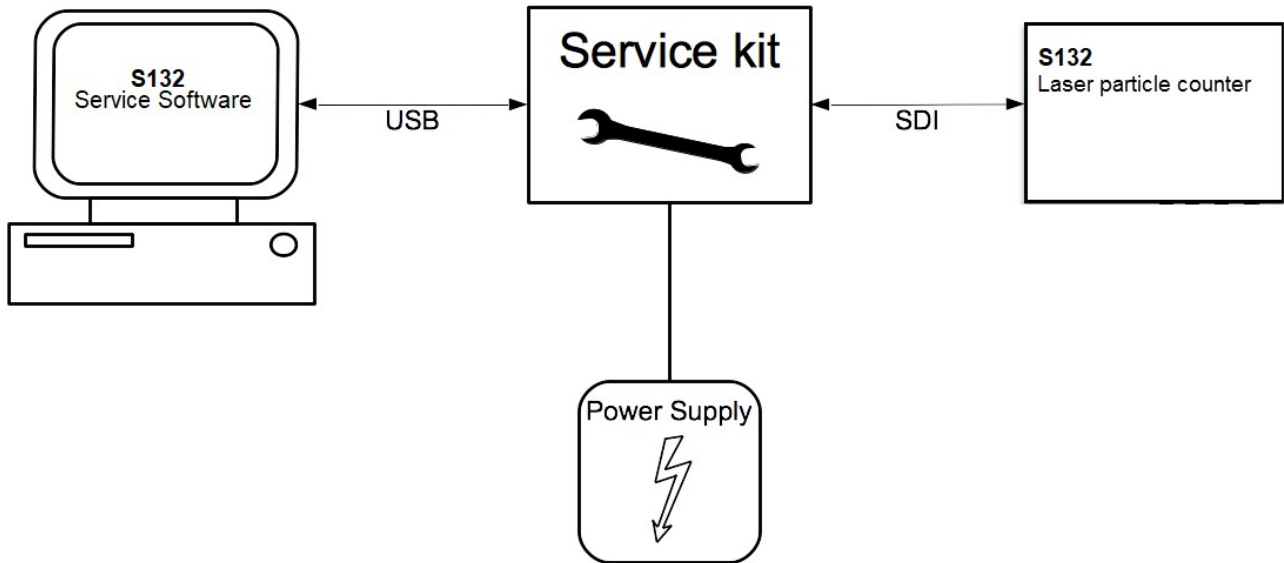 S132
Service Software
USB
Service kit
SDI
S132
Laser particle counter
Power Supply